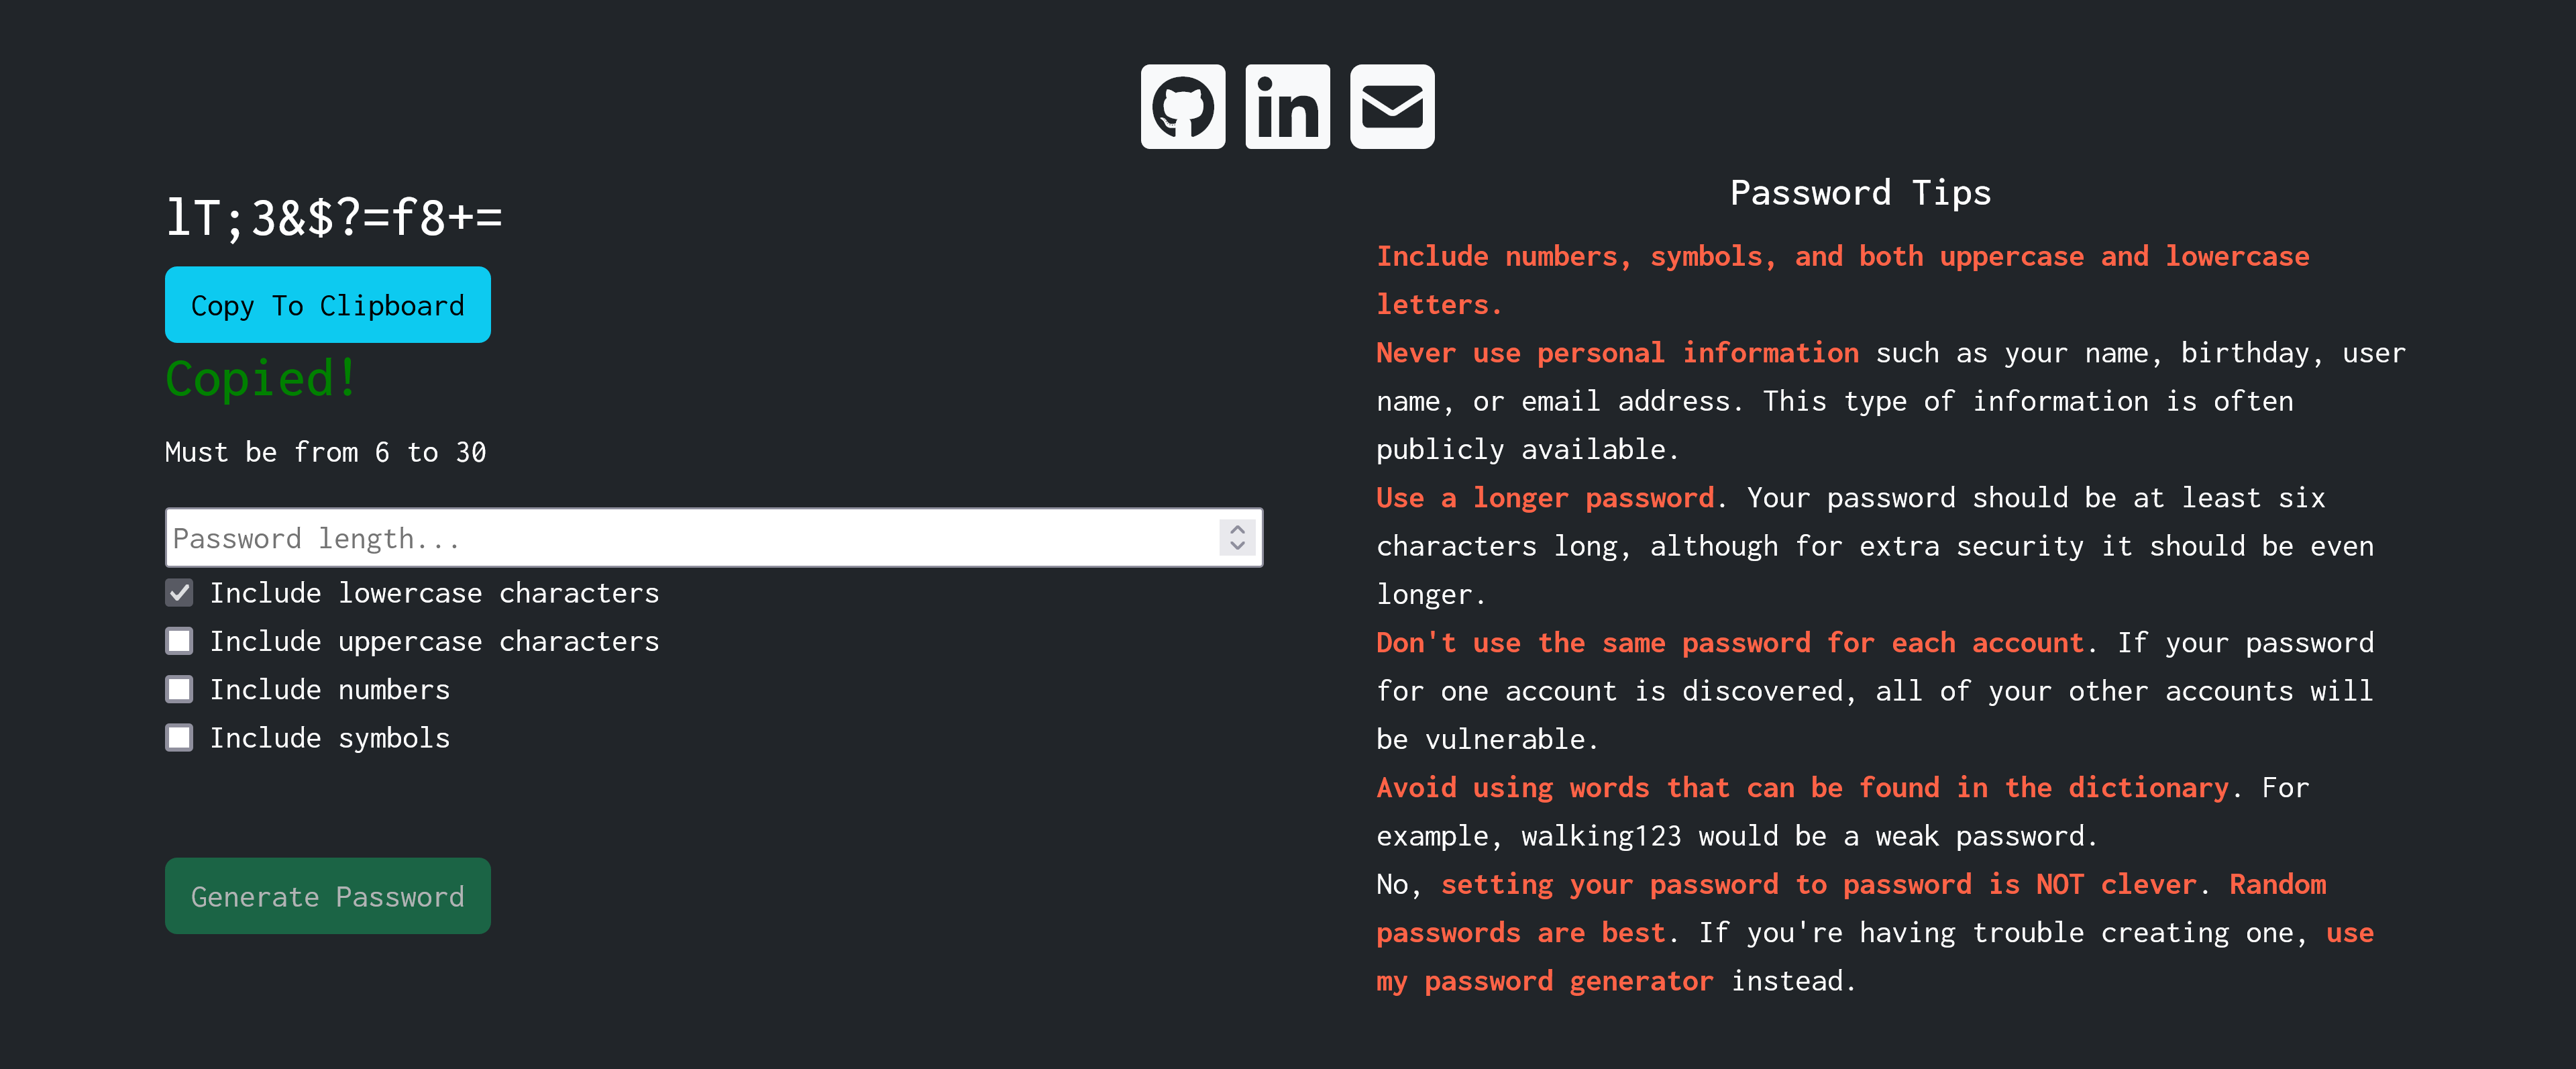 in
lT;3&$?=f8+=
Copy To Clipboard
Copied!
Must be from 6 to 30
Password length...
Include lowercase characters
Include uppercase characters
Include numbers
Include symbols
Generate Password
Password Tips
Include numbers, symbols, and both uppercase and lowercase
letters.
Never use personal information such as your name, birthday, user
name, or email address. This type of information is often
publicly available.
Use a longer password. Your password should be at least six
characters long, although for extra security it should be even
longer.
Don't use the same password for each account. If your password
for one account is discovered, all of your other accounts will
be vulnerable.
Avoid using words that can be found in the dictionary. For
example, walking123 would be a weak password.
No, setting your password to password is NOT clever. Random
passwords are best. If you're having trouble creating one, use
my password generator instead.